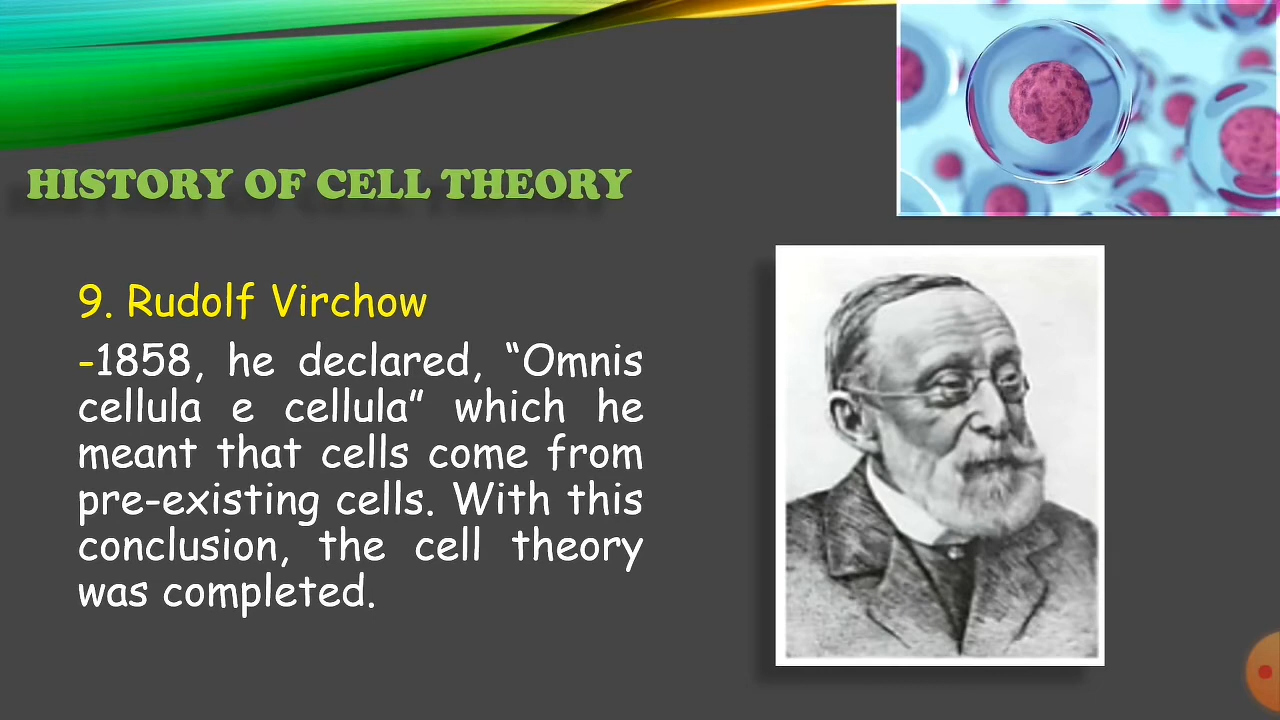 HISTORY OF CELL THEORY
9. Rudolf Virchow
-1858, he declared, “Omnis
cellula e cellula” which he
meant that cells come from
pre-existing cells. With this
conclusion, the cell theory
was completed.